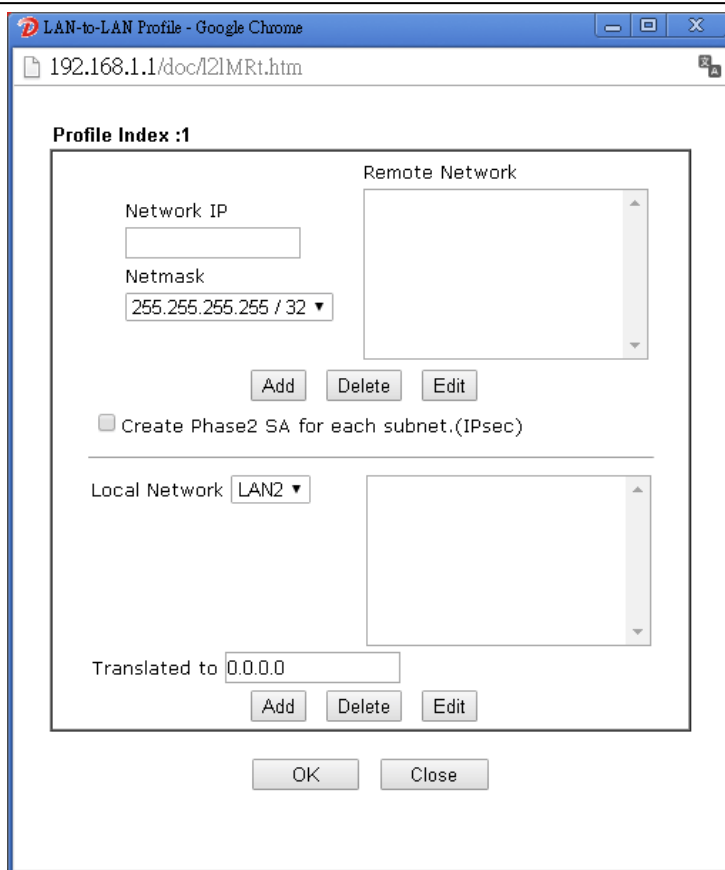 LAN-to-LAN Profile - Google Chrome
192.168.1.1/doc/l2lMRt.htm
Profile Index :1
Remote Network
Network IP
Netmask
255.255.255.255 / 32
Add Delete Edit
Create Phase2 SA for each subnet.(IPsec)
Local Network LAN2
Translated to 0.0.0.0
Add Delete Edit
OK Close